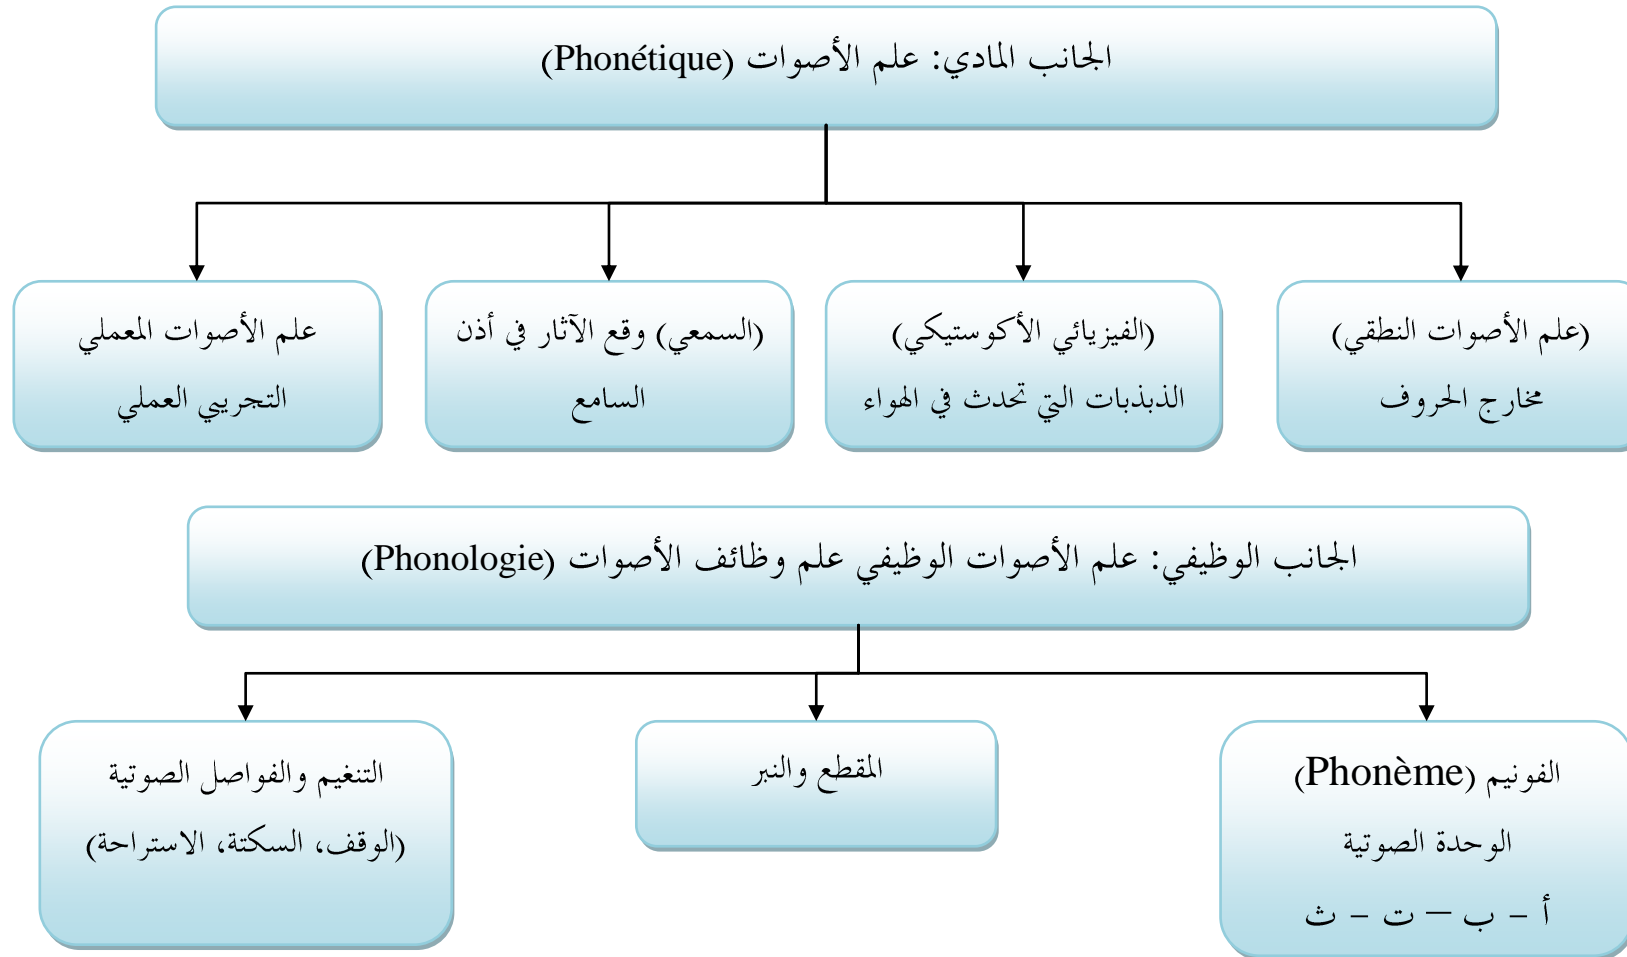 الجانب المادي: علم الأصوات (Phonétique)
(علم الأصوات النطقي)
مخارج الحروف
(الفيزيائي الأكوستيكي)
الذبذبات التي تحدث في الهواء
(السمعي) وقع الآثار في أذن
السامع
علم الأصوات المعملي
التجريبي العملي
الجانب الوظيفي: علم الأصوات الوظيفي علم وظائف الأصوات (Phonologie)
الفونيم (Phonème)
الوحدة الصوتية
أ – ب – ت – ث
المقطع والنبر
التنغيم والفواصل الصوتية
(الوقف، السكتة، الاستراحة)